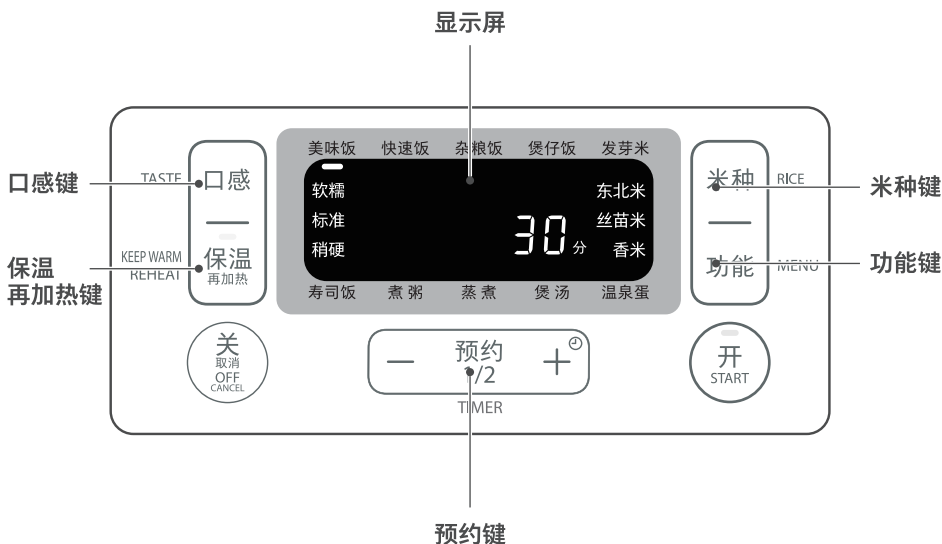 显示屏
美味饭 快速饭 杂粮饭 煲仔饭 发芽米
口感键
TASTE
口感
软糯
标准
稍硬
30分
东北米
丝苗米
香米
米种
RICE
米种键
保温
再加热键
KEEP WARM
REHEAT
保温
再加热
功能
MENU
功能键
寿司饭 煮粥 蒸煮 煲汤 温泉蛋
关
取消
OFF
CANCEL
— 预约 +
1/2
TIMER
开
START
预约键